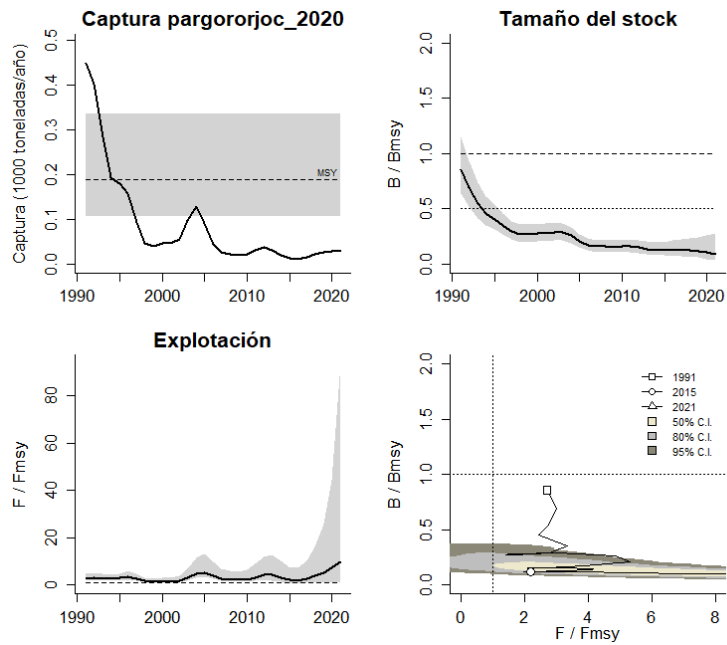 Captura pargororjoc_2020
Captura (1000 toneladas/año)
0.0 0.1 0.2 0.3 0.4 0.5
MSY
1990 2000 2010 2020
Tamaño del stock
B / Bmsy
0.0 0.5 1.0 1.5 2.0
1990 2000 2010 2020
Explotación
F / Fmsy
0 20 40 60 80
1990 2000 2010 2020
B / Bmsy
0.0 0.5 1.0 1.5 2.0
1991
2015
2021
50% C.I.
80% C.I.
95% C.I.
0 2 4 6 8
F / Fmsy